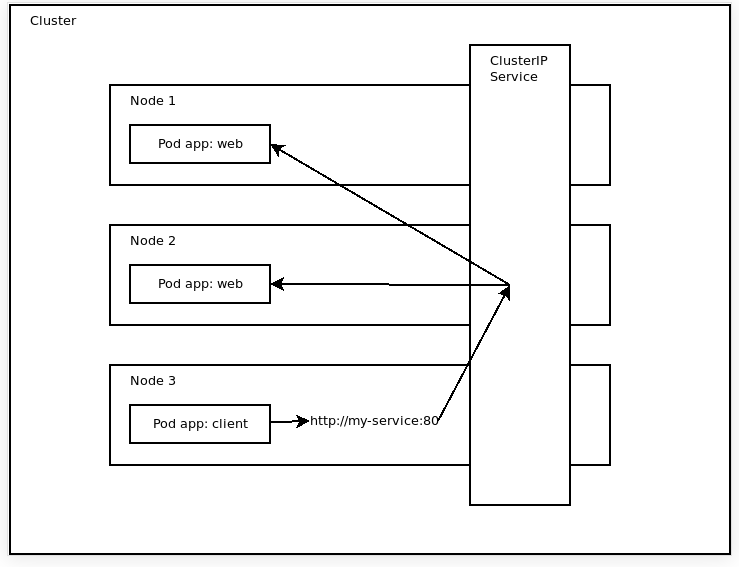 Cluster
ClusterIP
Service
Node 1
Pod app: web
Node 2
Pod app: web
Node 3
Pod app: client
http://my-service:80